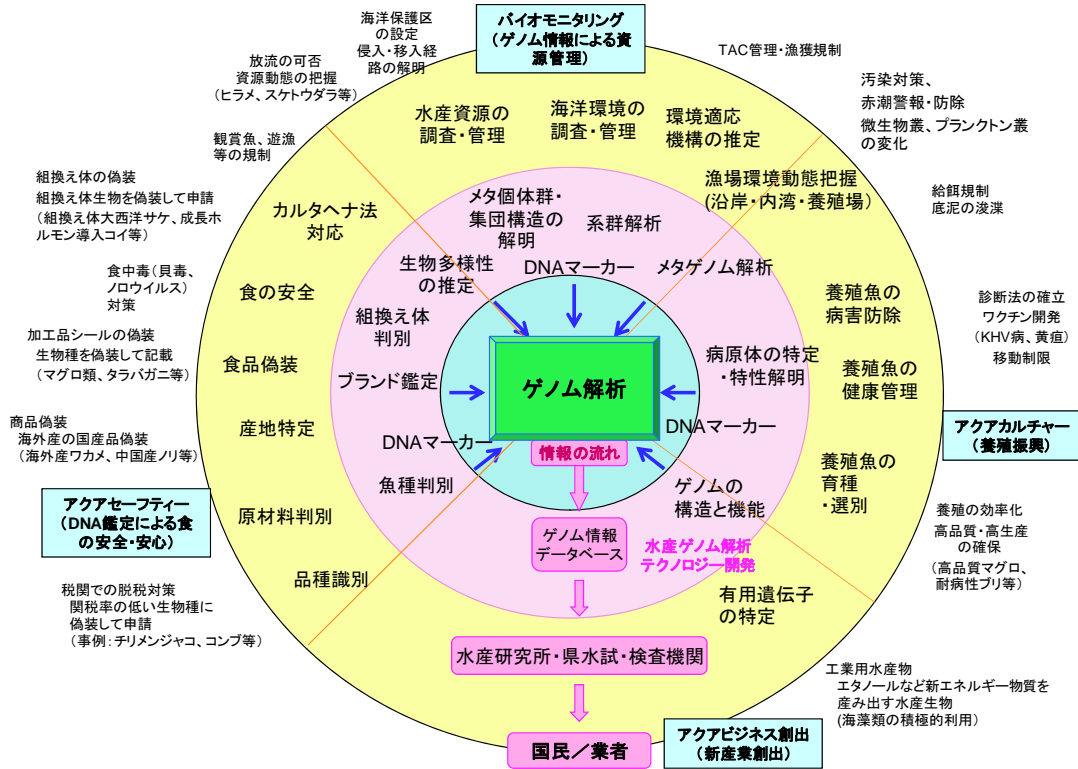 バイオモニタリング
（ゲノム情報による資
源管理）
海洋保護区
の設定
侵入・移入経
路の解明
放流の可否
資源動態の把握
（ヒラメ、スケトウダラ等）
観賞魚、遊漁
等の規制
TAC管理・漁獲規制
汚染対策、
赤潮警報・防除
微生物叢、プランクトン叢
の変化
給餌規制
底泥の浚渫
水産資源の
調査・管理
海洋環境の
調査・管理
環境適応
機構の推定
漁場環境動態把握
(沿岸・内湾・養殖場）
メタ個体群・
集団構造の
解明
系群解析
生物多様性
の推定
DNAマーカー
メタゲノム解析
組換え体の偽装
組換え体生物を偽装して申請
（組換え体大西洋サケ、成長ホ
ルモン導入コイ等）
食中毒（貝毒、
ノロウイルス）
対策
加工品シールの偽装
生物種を偽装して記載
（マグロ類、タラバガニ等）
商品偽装
海外産の国産品偽装
（海外産ワカメ、中国産ノリ等）
アクアセーフティー
（DNA鑑定による食
の安全・安心）
税関での脱税対策
関税率の低い生物種に
偽装して申請
（事例：チリメンジャコ、コンブ等）
カルタヘナ法
対応
食の安全
食品偽装
産地特定
原材料判別
品種識別
組換え体
判別
ブランド鑑定
DNAマーカー
魚種判別
ゲノム解析
情報の流れ
ゲノム情報
データベース
水産ゲノム解析
テクノロジー開発
水産研究所・県水試・検査機関
国民／業者
病原体の特定
・特性解明
DNAマーカー
ゲノムの
構造と機能
養殖魚の
病害防除
養殖魚の
健康管理
養殖魚の
育種
・選別
有用遺伝子
の特定
診断法の確立
ワクチン開発
（KHV病、黄疸）
移動制限
アクアカルチャー
（養殖振興）
養殖の効率化
高品質・高生産
の確保
（高品質マグロ、
耐病性ブリ等）
工業用水産物
エタノールなど新エネルギー物質を
産み出す水産生物
(海藻類の積極的利用）
アクアビジネス創出
（新産業創出）